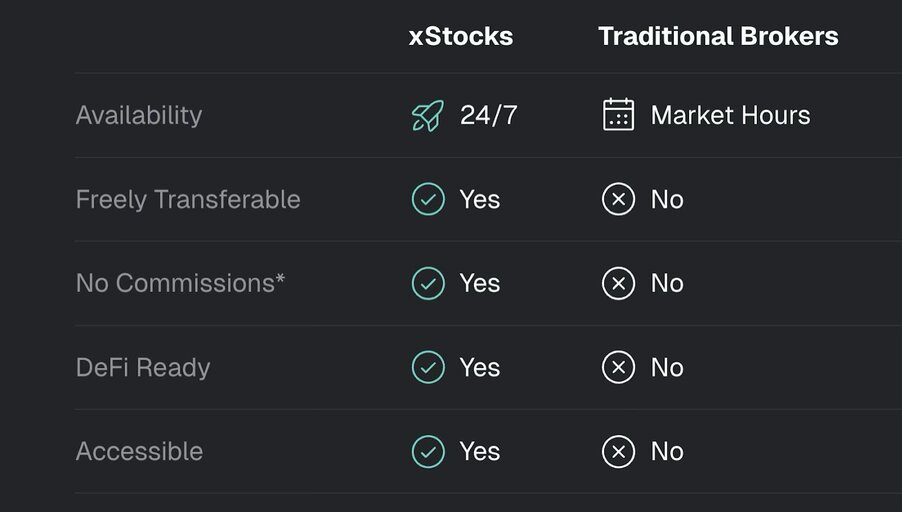 xStocks Traditional Brokers
Availability 24/7 Market Hours
Freely Transferable Yes No
No Commissions* Yes No
DeFi Ready Yes No
Accessible Yes No